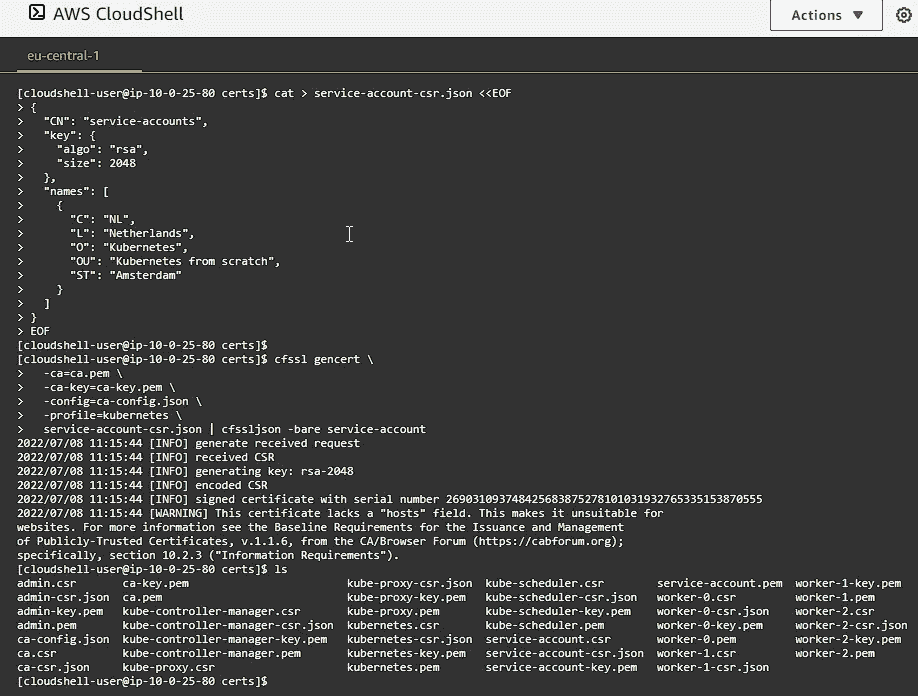 AWS CloudShell
Actions ▼
eu-central-1
[cloudshell-user@ip-10-0-25-80 certs]$ cat > service-account-csr.json <<EOF
> {
>   "CN": "service-accounts",
>   "key": {
>     "algo": "rsa",
>     "size": 2048
>   },
>   "names": [
>     {
>       "C": "NL",
>       "L": "Netherlands",
>       "O": "Kubernetes",
>       "OU": "Kubernetes from scratch",
>       "ST": "Amsterdam"
>     }
>   ]
> }
> EOF
[cloudshell-user@ip-10-0-25-80 certs]$
[cloudshell-user@ip-10-0-25-80 certs]$ cfssl gencert \
>   -ca=ca.pem \
>   -ca-key=ca-key.pem \
>   -config=ca-config.json \
>   -profile=kubernetes \
>   service-account-csr.json | cfssljson -bare service-account
2022/07/08 11:15:44 [INFO] generate received request
2022/07/08 11:15:44 [INFO] received CSR
2022/07/08 11:15:44 [INFO] generating key: rsa-2048
2022/07/08 11:15:44 [INFO] encoded CSR
2022/07/08 11:15:44 [INFO] signed certificate with serial number 269031093748425683875278101031932765335153870555
2022/07/08 11:15:44 [WARNING] This certificate lacks a "hosts" field. This makes it unsuitable for
websites. For more information see the Baseline Requirements for the Issuance and Management
of Publicly-Trusted Certificates, v.1.1.6, from the CA/Browser Forum (https://cabforum.org);
specifically, section 10.2.3 ("Information Requirements").
[cloudshell-user@ip-10-0-25-80 certs]$ ls
admin.csr       ca-key.pem                        kube-proxy-csr.json  kube-scheduler.csr        service-account.pem  worker-1-key.pem
admin-csr.json  ca.pem                            kube-proxy-key.pem   kube-scheduler-csr.json   worker-0.csr         worker-1.pem
admin-key.pem   kube-controller-manager.csr       kube-proxy.pem       kube-scheduler-key.pem    worker-0-csr.json    worker-2.csr
admin.pem       kube-controller-manager-csr.json  kubernetes.csr       kube-scheduler.pem        worker-0-key.pem     worker-2-csr.json
ca-config.json  kube-controller-manager-key.pem   kubernetes-csr.json  service-account.csr       worker-0.pem         worker-2-key.pem
ca.csr          kube-controller-manager.pem       kubernetes-key.pem   service-account-csr.json  worker-1.csr         worker-2.pem
ca-csr.json     kube-proxy.csr                    kubernetes.pem       service-account-key.pem   worker-1-csr.json
[cloudshell-user@ip-10-0-25-80 certs]$